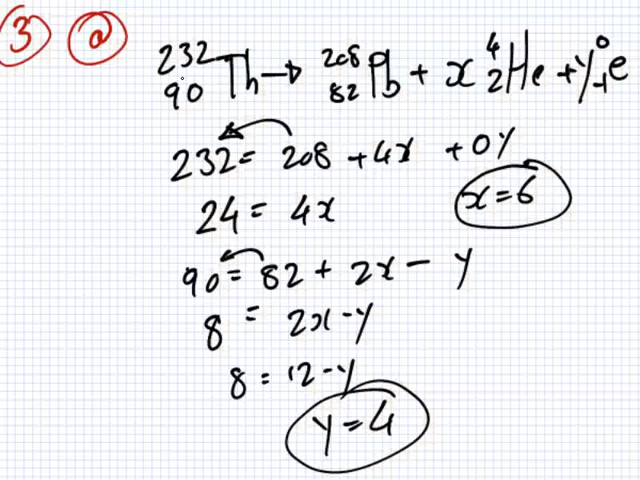 3 a
²³²₉₀Th → ²⁰⁸₈₂Pb + x ⁴₂He + y ⁰₋₁e
232 = 208 + 4x + 0y
x = 6
24 = 4x
90 = 82 + 2x - y
8 = 2x - y
8 = 12 - y
y = 4